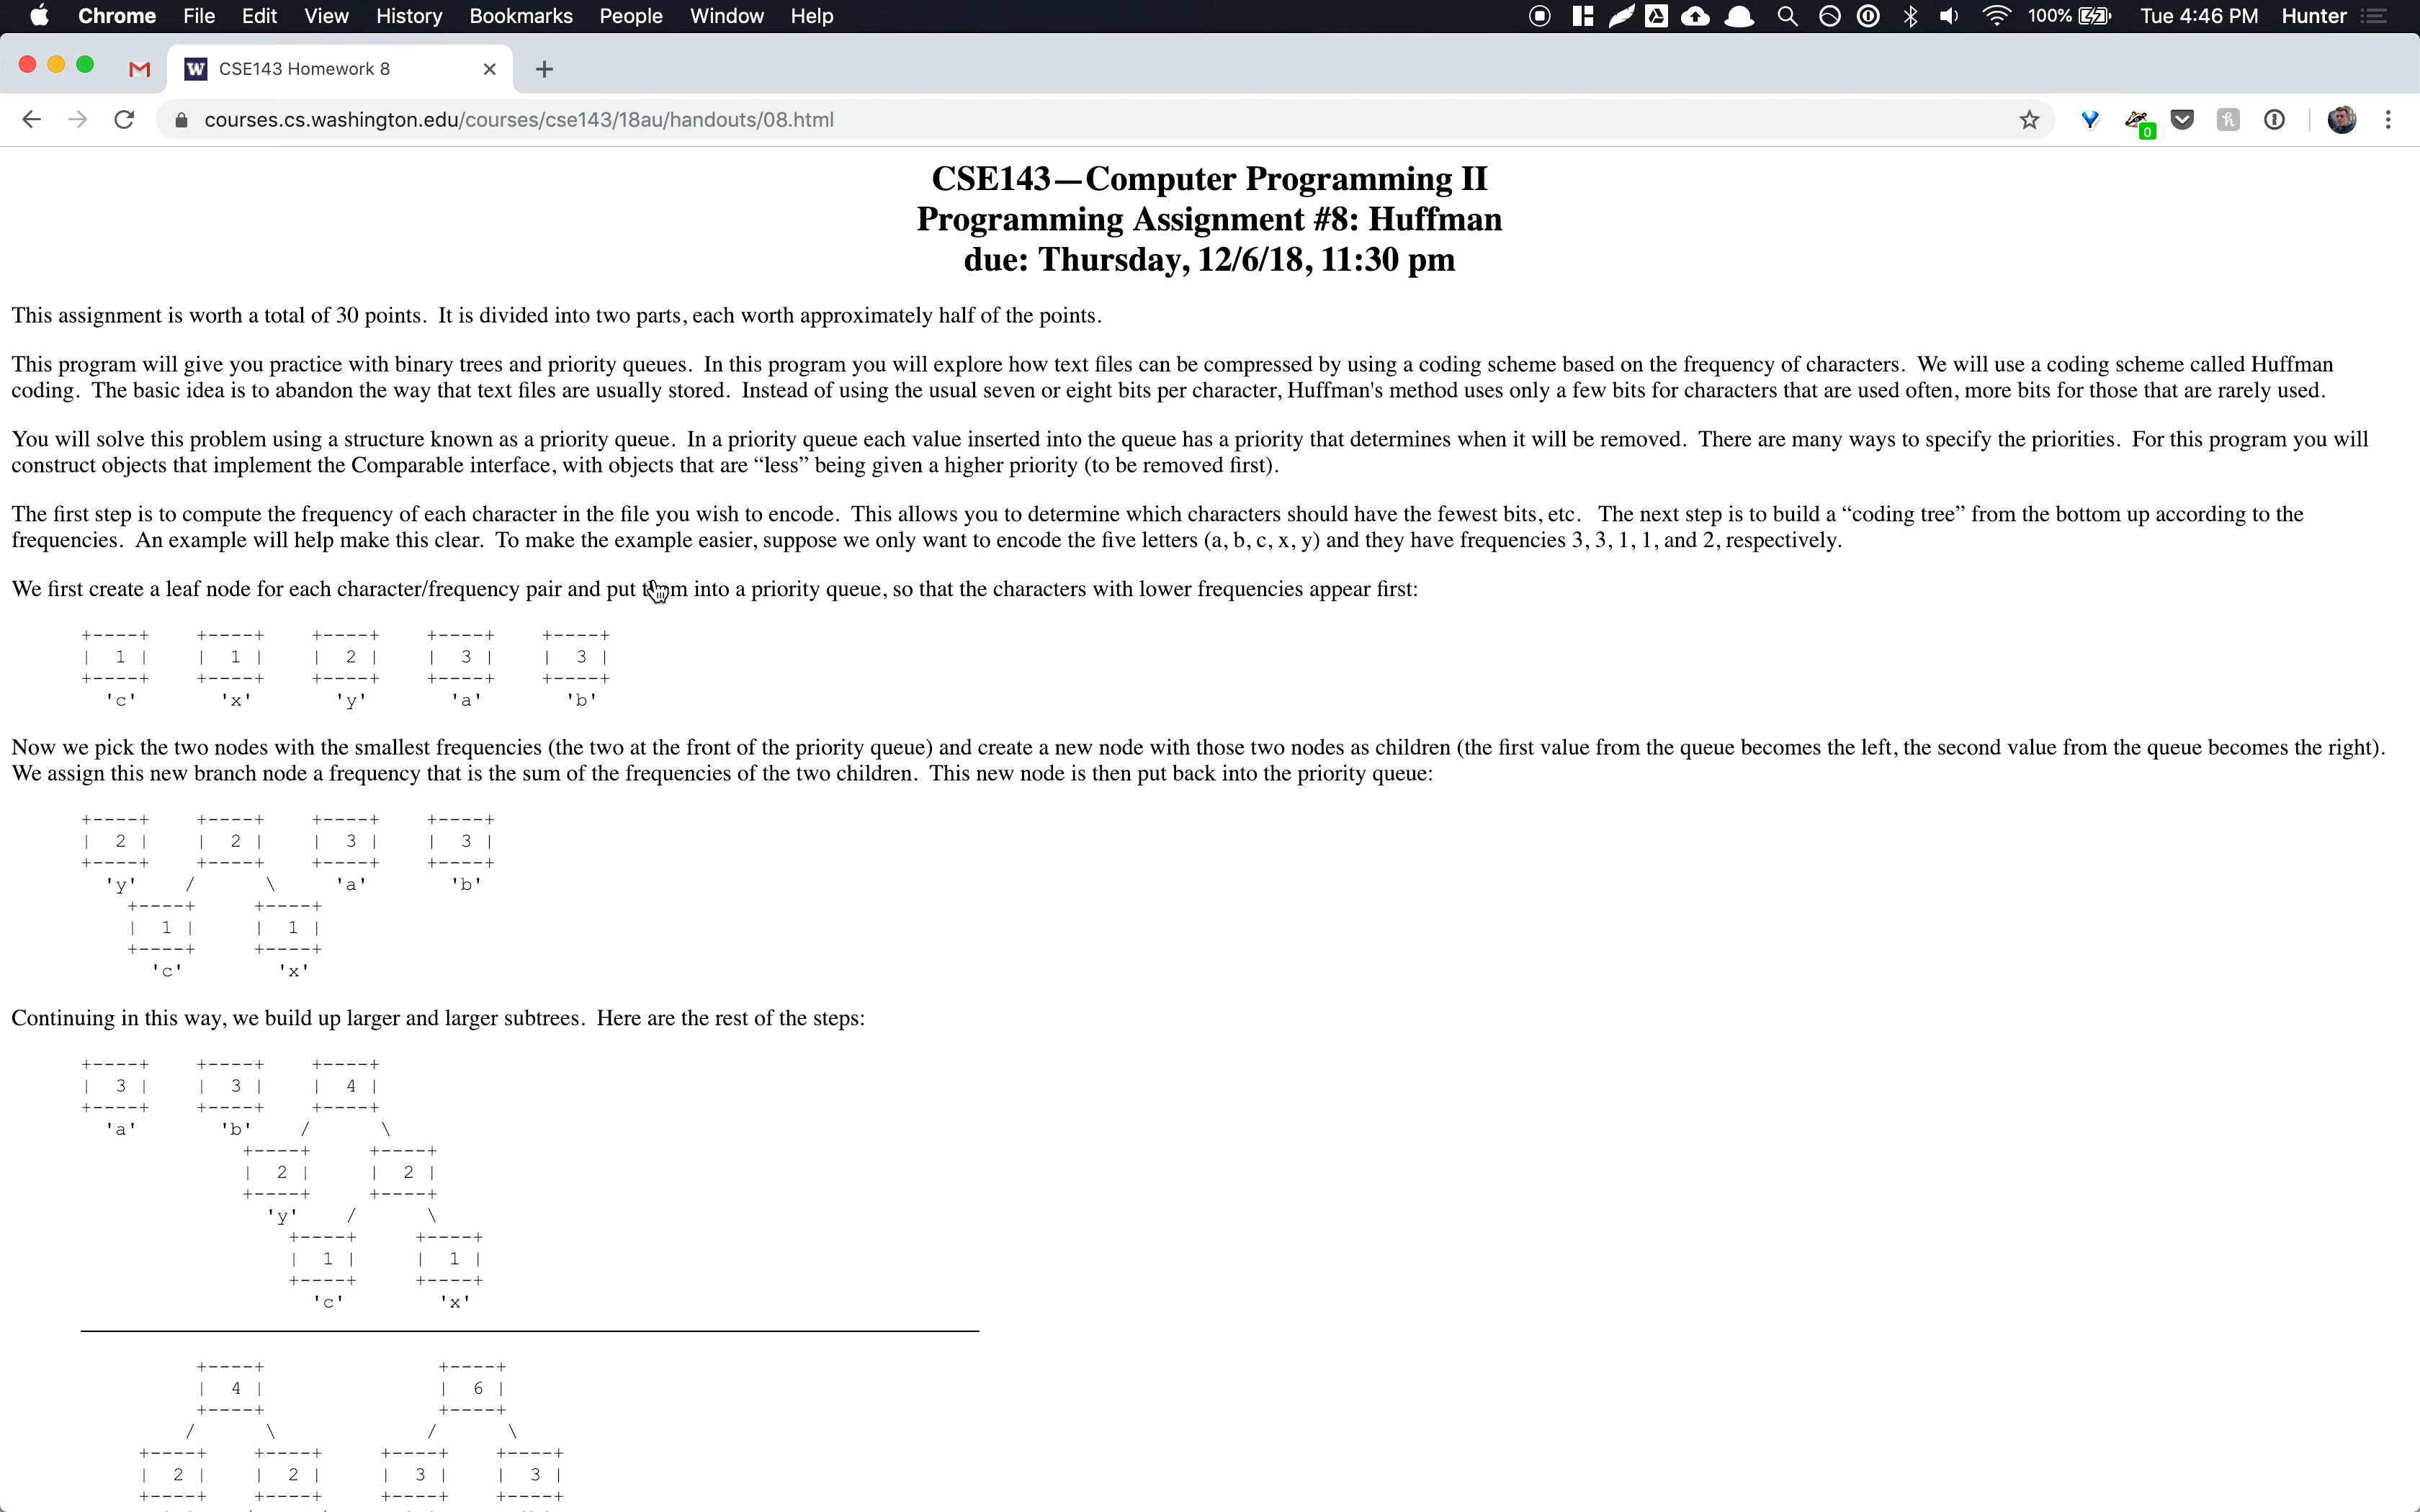 Chrome File Edit View History Bookmarks People Window Help 100% Tue 4:46 PM Hunter
CSE143 Homework 8
courses.cs.washington.edu/courses/cse143/18au/handouts/08.html 0
CSE143—Computer Programming II
Programming Assignment #8: Huffman
due: Thursday, 12/6/18, 11:30 pm
This assignment is worth a total of 30 points. It is divided into two parts, each worth approximately half of the points.
This program will give you practice with binary trees and priority queues. In this program you will explore how text files can be compressed by using a coding scheme based on the frequency of characters. We will use a coding scheme called Huffman
coding. The basic idea is to abandon the way that text files are usually stored. Instead of using the usual seven or eight bits per character, Huffman's method uses only a few bits for characters that are used often, more bits for those that are rarely used.
You will solve this problem using a structure known as a priority queue. In a priority queue each value inserted into the queue has a priority that determines when it will be removed. There are many ways to specify the priorities. For this program you will
construct objects that implement the Comparable interface, with objects that are “less” being given a higher priority (to be removed first).
The first step is to compute the frequency of each character in the file you wish to encode. This allows you to determine which characters should have the fewest bits, etc. The next step is to build a “coding tree” from the bottom up according to the
frequencies. An example will help make this clear. To make the example easier, suppose we only want to encode the five letters (a, b, c, x, y) and they have frequencies 3, 3, 1, 1, and 2, respectively.
We first create a leaf node for each character/frequency pair and put them into a priority queue, so that the characters with lower frequencies appear first:
+----+ +----+ +----+ +----+ +----+
| 1 | | 1 | | 2 | | 3 | | 3 |
+----+ +----+ +----+ +----+ +----+
'c' 'x' 'y' 'a' 'b'
Now we pick the two nodes with the smallest frequencies (the two at the front of the priority queue) and create a new node with those two nodes as children (the first value from the queue becomes the left, the second value from the queue becomes the right).
We assign this new branch node a frequency that is the sum of the frequencies of the two children. This new node is then put back into the priority queue:
+----+ +----+ +----+ +----+
| 2 | | 2 | | 3 | | 3 |
+----+ +----+ +----+ +----+
'y' / \ 'a' 'b'
+----+ +----+
| 1 | | 1 |
+----+ +----+
'c' 'x'
Continuing in this way, we build up larger and larger subtrees. Here are the rest of the steps:
+----+ +----+ +----+
| 3 | | 3 | | 4 |
+----+ +----+ +----+
'a' 'b' / \
+----+ +----+
| 2 | | 2 |
+----+ +----+
'y' / \
+----+ +----+
| 1 | | 1 |
+----+ +----+
'c' 'x'
+----+ +----+
| 4 | | 6 |
+----+ +----+
/ \ / \
+----+ +----+ +----+ +----+
| 2 | | 2 | | 3 | | 3 |
+----+ +----+ +----+ +----+